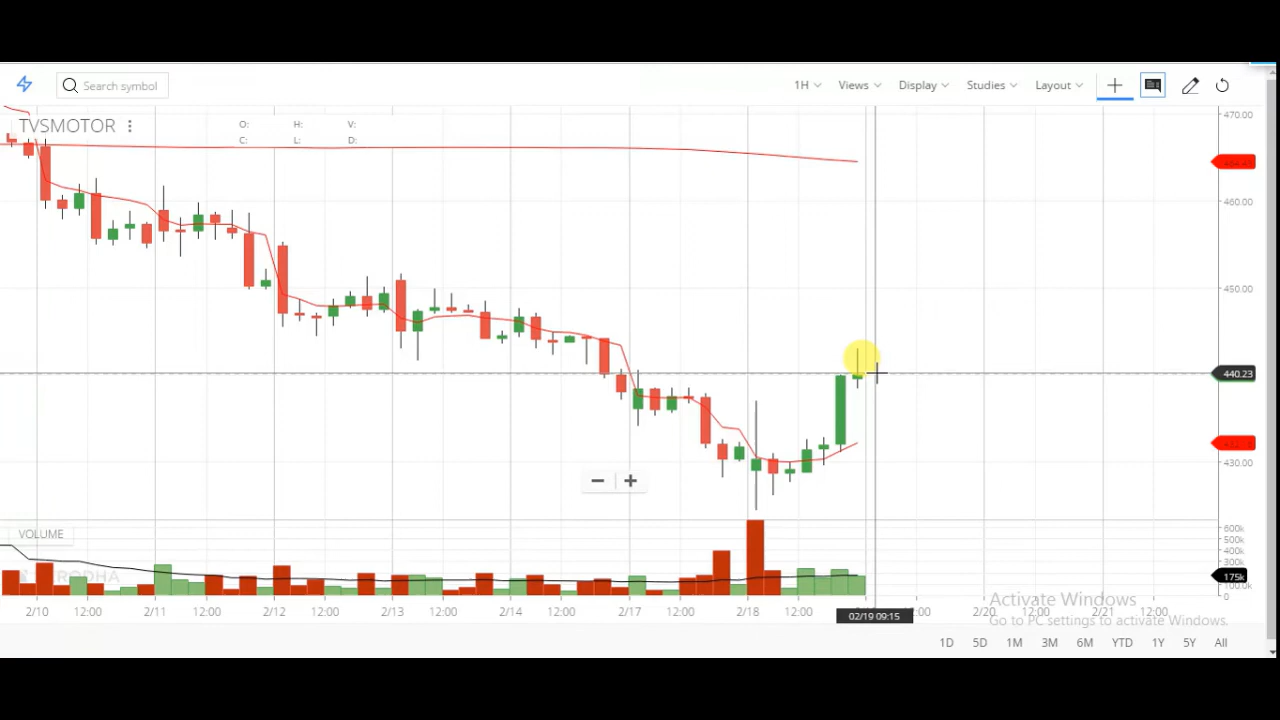 Search symbol
1H Views Display Studies Layout
TVSMOTOR
O: H: V:
C: L: D:
470.00
460.00
450.00
440.23
430.00
VOLUME
600k
500k
400k
300k
175k
0
2/10 12:00 2/11 12:00 2/12 12:00 2/13 12:00 2/14 12:00 2/17 12:00 2/18 12:00 2/20 12:00 2/21 12:00
02/19 09:15
Activate Windows
Go to PC settings to activate Windows.
1D 5D 1M 3M 6M YTD 1Y 5Y All